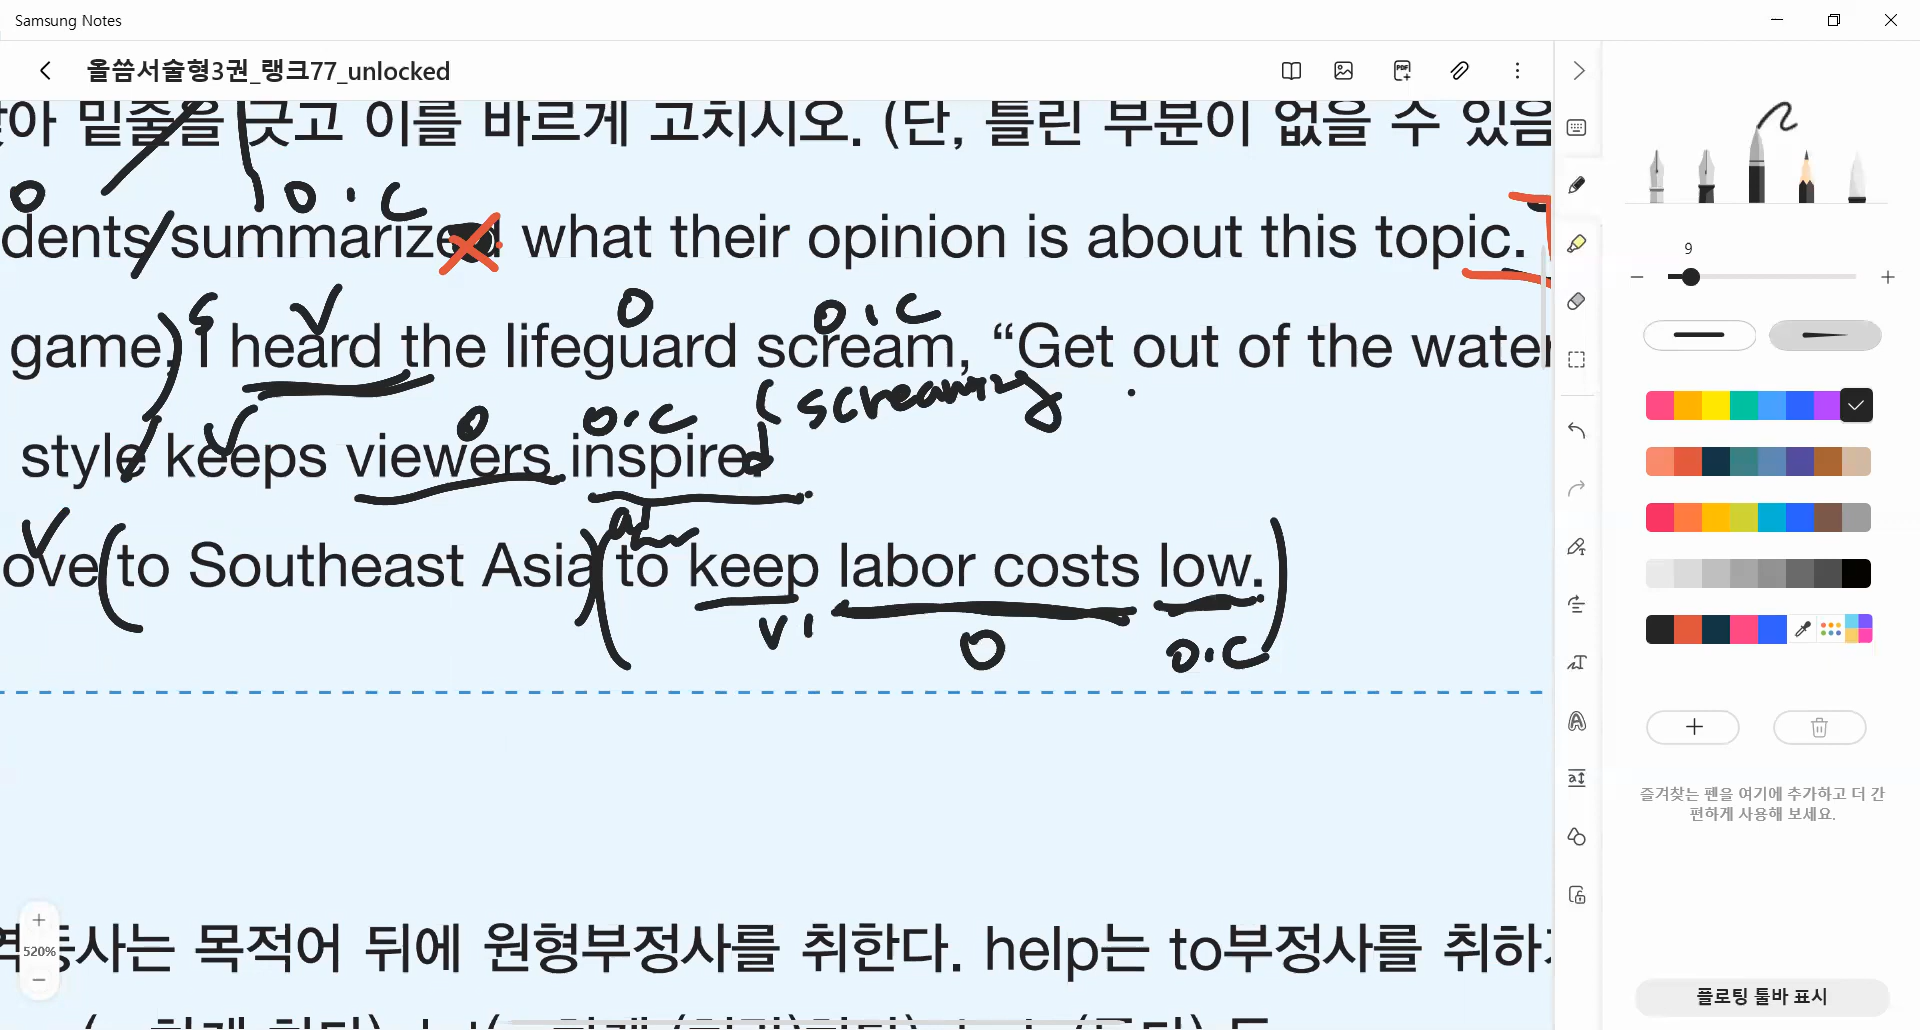 Samsung Notes
올씀서술형3권_랭크77_unlocked
찾아 밑줄을 긋고 이를 바르게 고치시오. (단, 틀린 부분이 없을 수 있음
O O.C
dents summarized what their opinion is about this topic.
S V O O.C
game, I heard the lifeguard scream, “Get out of the water
(screaming
V O O.C
style keeps viewers inspired
V
ove to Southeast Asia to keep labor costs low.
V O O.C
동사는 목적어 뒤에 원형부정사를 취한다. help는 to부정사를 취하
520%
9
즐겨찾는 펜을 여기에 추가하고 더 간
편하게 사용해 보세요.
플로팅 툴바 표시